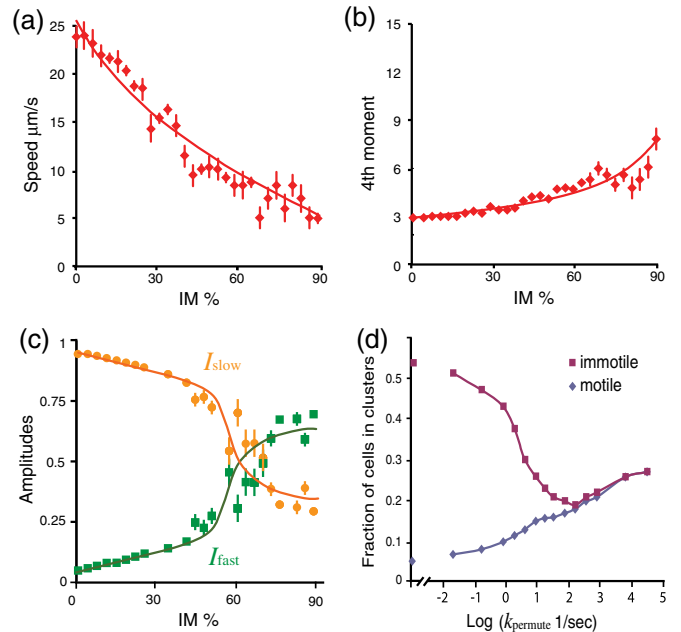 (a)
25
20
15
10
5
0
Speed μm/s
0 30 60 90
IM %
(b)
15
12
9
6
3
0
4th moment
0 30 60 90
IM %
(c)
1
0.75
0.5
0.25
0
Amplitudes
Islow
Ifast
0 30 60 90
IM %
(d)
immotile
motile
0.5
0.4
0.3
0.2
0.1
0
Fraction of cells in clusters
-2 -1 0 1 2 3 4 5
Log (kpermute 1/sec)